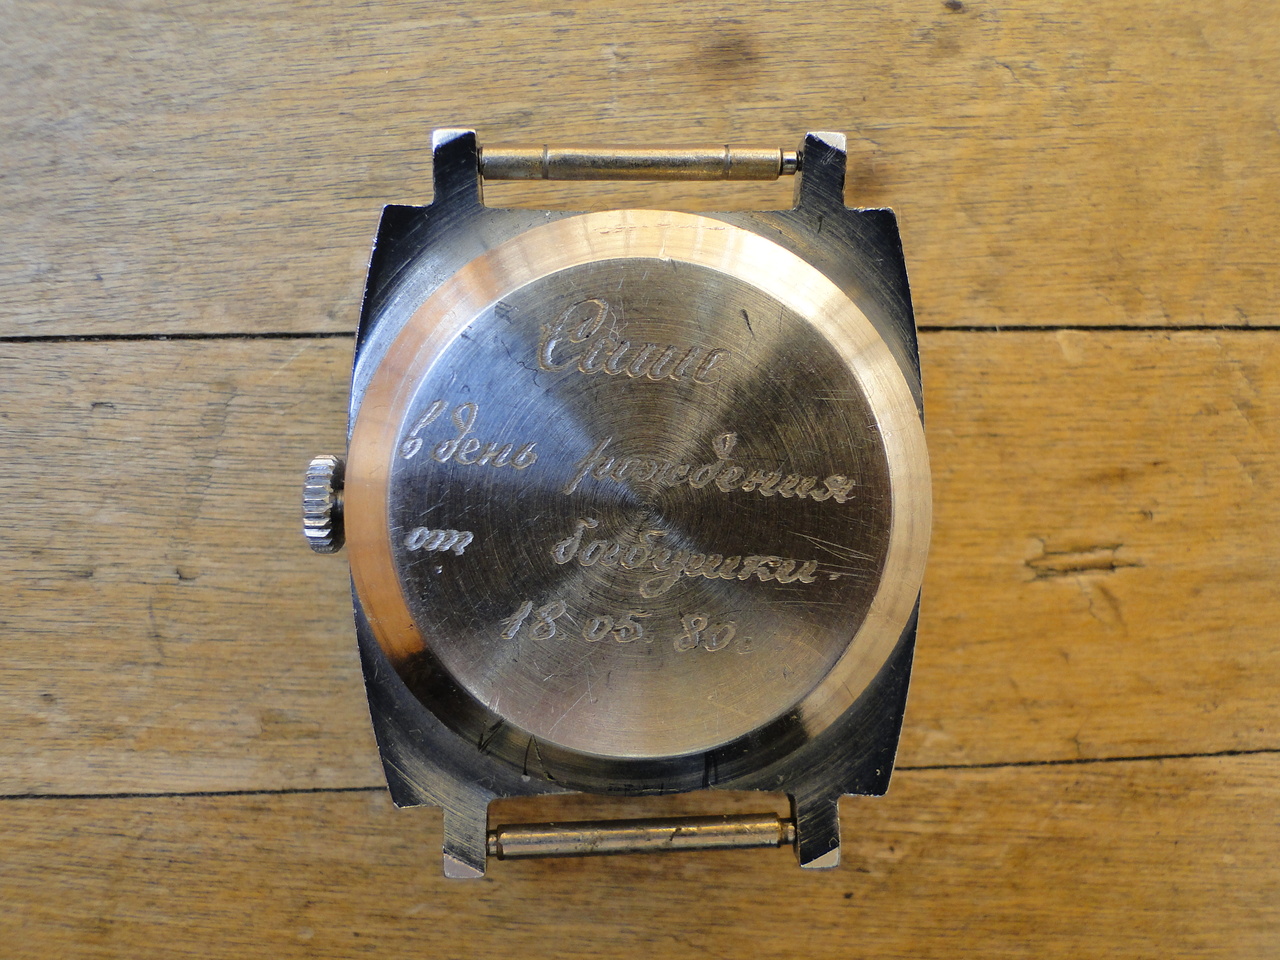 Саше
в день рождения
от бабушки.
18. 05. 80.